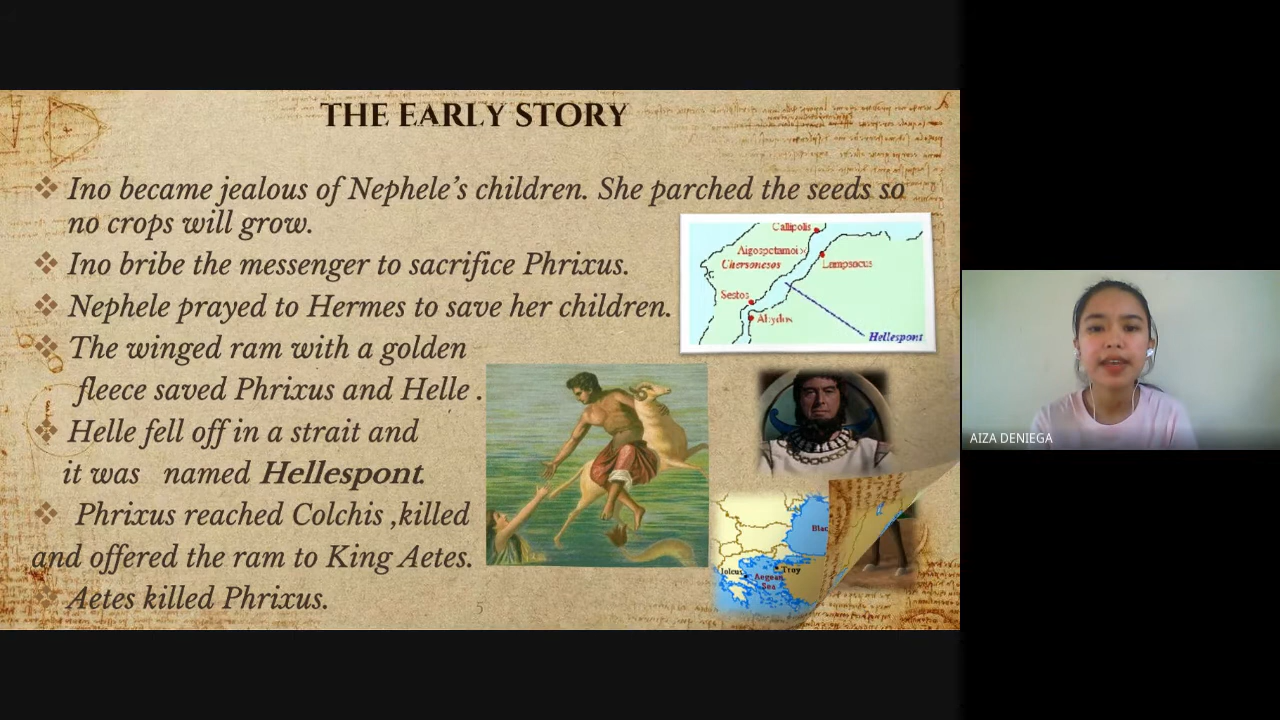 THE EARLY STORY
Ino became jealous of Nephele's children. She parched the seeds so
no crops will grow.
Ino bribe the messenger to sacrifice Phrixus.
Nephele prayed to Hermes to save her children.
The winged ram with a golden
fleece saved Phrixus and Helle .
Helle fell off in a strait and
it was named Hellespont.
Phrixus reached Colchis ,killed
and offered the ram to King Aetes.
Aetes killed Phrixus.
5
Callipolis
Aigospotamoi
Chersonesos
Lampsacus
Sestos
Abydus
Hellespont
Blac
Iolcus
Troy
Aegean
Sea
AIZA DENIEGA